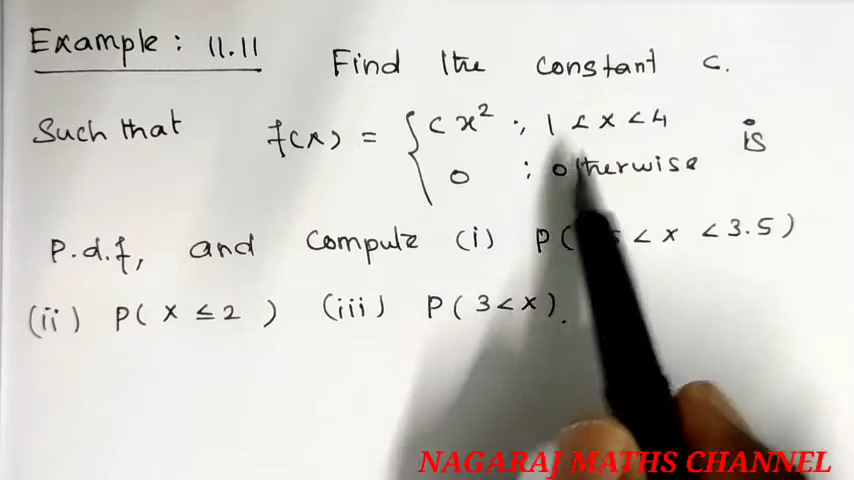 Example: 11.11 Find the constant c.
Such that f(x) = { cx² ; 1 < x < 4 is
0 ; otherwise
P.d.f, and compute (i) P( 5 < x < 3.5)
(ii) P( x ≤ 2 ) (iii) P( 3 < x ).
NAGARAJ MATHS CHANNEL